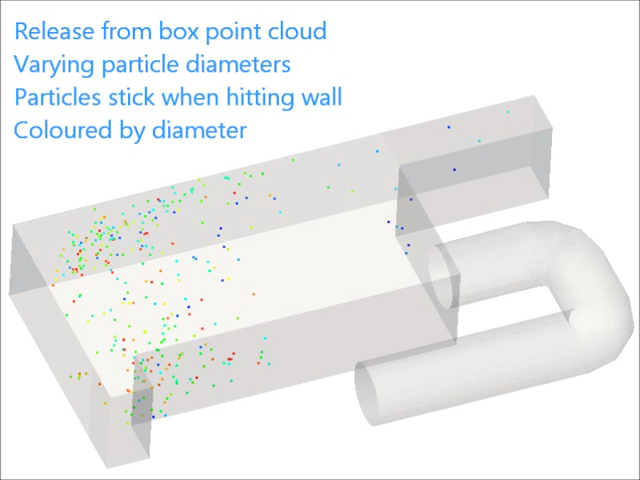 Release from box point cloud
Varying particle diameters
Particles stick when hitting wall
Coloured by diameter